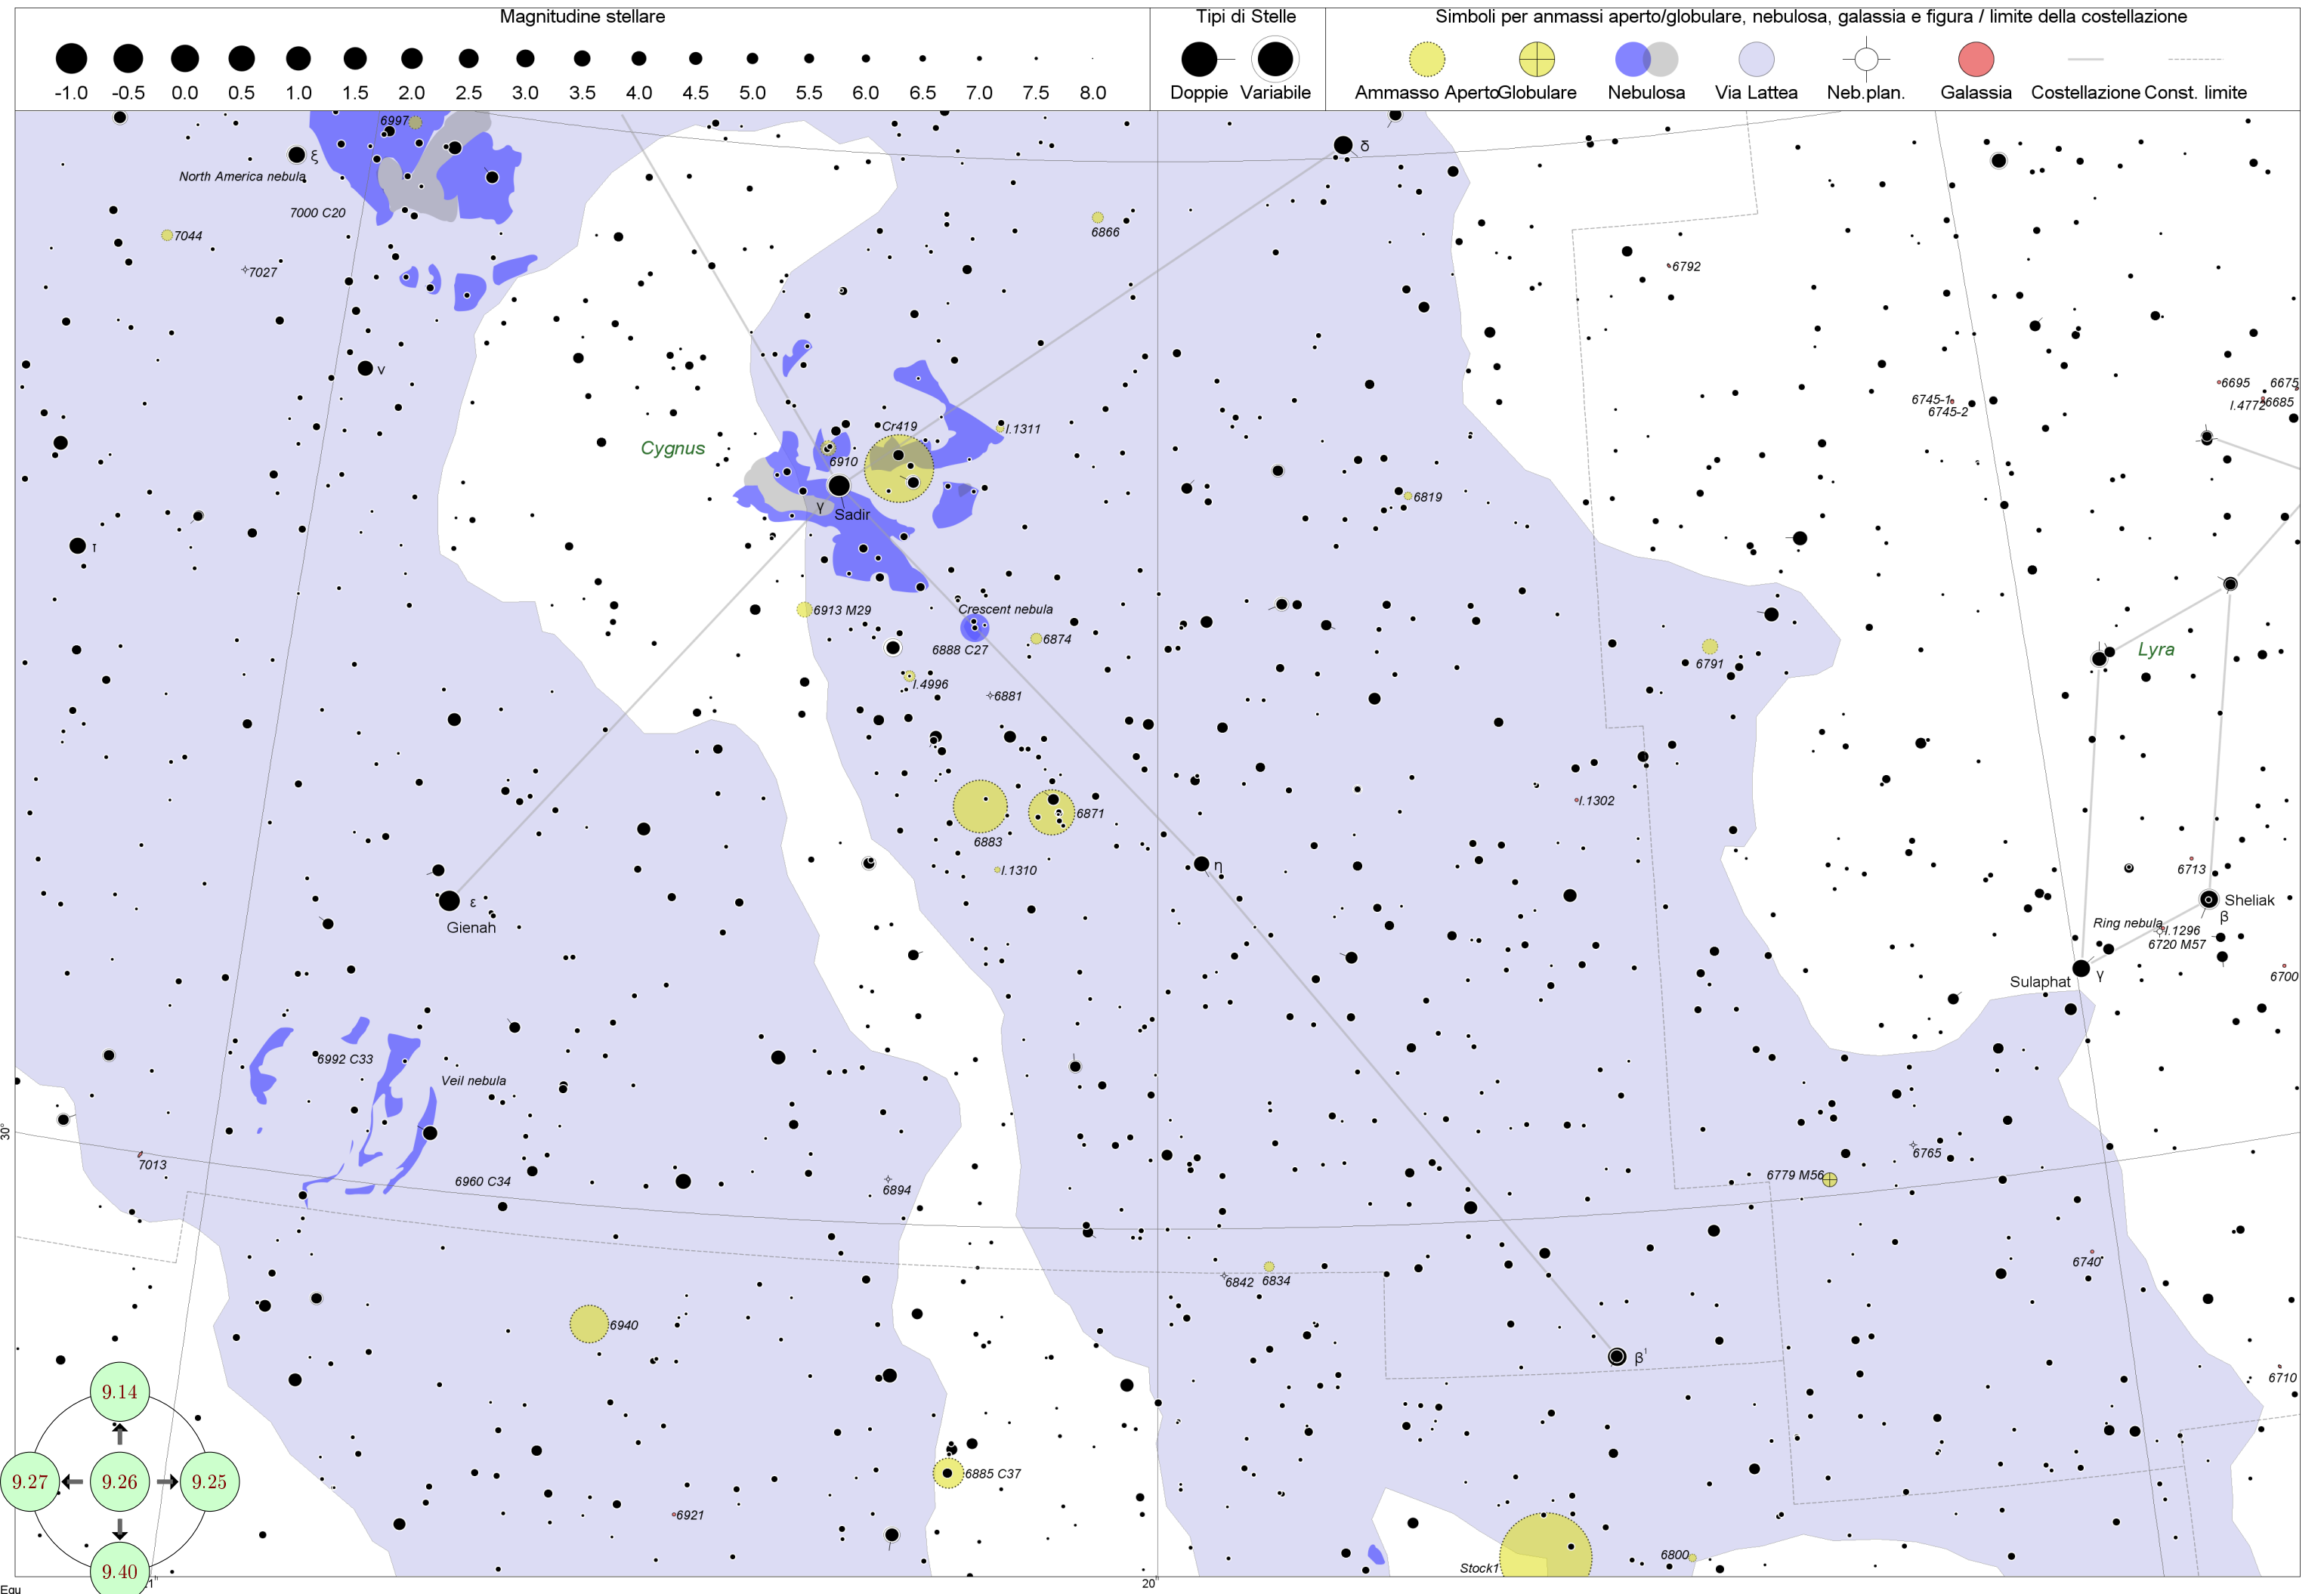 Magnitudine stellare
Tipi di Stelle
Simboli per anmassi aperto/globulare, nebulosa, galassia e figura / limite della costellazione
-1.0 -0.5 0.0 0.5 1.0 1.5 2.0 2.5 3.0 3.5 4.0 4.5 5.0 5.5 6.0 6.5 7.0 7.5 8.0
Doppie Variabile
Ammasso Aperto Globulare Nebulosa Via Lattea Neb.plan. Galassia Costellazione Const. limite
6997
ξ
δ
North America nebula
7000 C20
6866
7044
7027
6792
ν
6695
6675
6745-1
6745-2
I.4772
6685
Cr419
I.1311
Cygnus
6910
6819
γ
Sadir
τ
6913 M29
Crescent nebula
6874
6888 C27
Lyra
6791
I.4996
6881
I.1302
6871
6883
η
I.1310
6713
ε
Gienah
Sheliak
β
Ring nebula
I.1296
6720 M57
Sulaphat
γ
6700
6992 C33
Veil nebula
30°
7013
6765
6779 M56
6960 C34
6894
6740
6842
6834
6940
β1
6710
9.14
9.27
9.26
9.25
6885 C37
6921
9.40
Stock1
6800
1h
20h
Equ